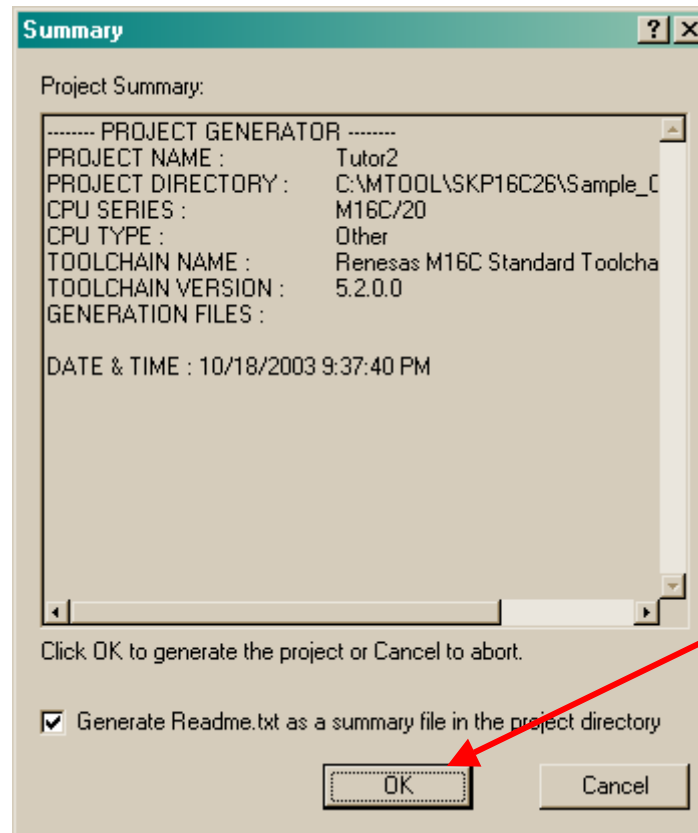 Summary
Project Summary:
-------- PROJECT GENERATOR --------
PROJECT NAME : Tutor2
PROJECT DIRECTORY : C:\MTOOL\SKP16C26\Sample_
CPU SERIES : M16C/20
CPU TYPE : Other
TOOLCHAIN NAME : Renesas M16C Standard Toolcha
TOOLCHAIN VERSION : 5.2.0.0
GENERATION FILES :
DATE & TIME : 10/18/2003 9:37:40 PM
Click OK to generate the project or Cancel to abort.
Generate Readme.txt as a summary file in the project directory
OK Cancel